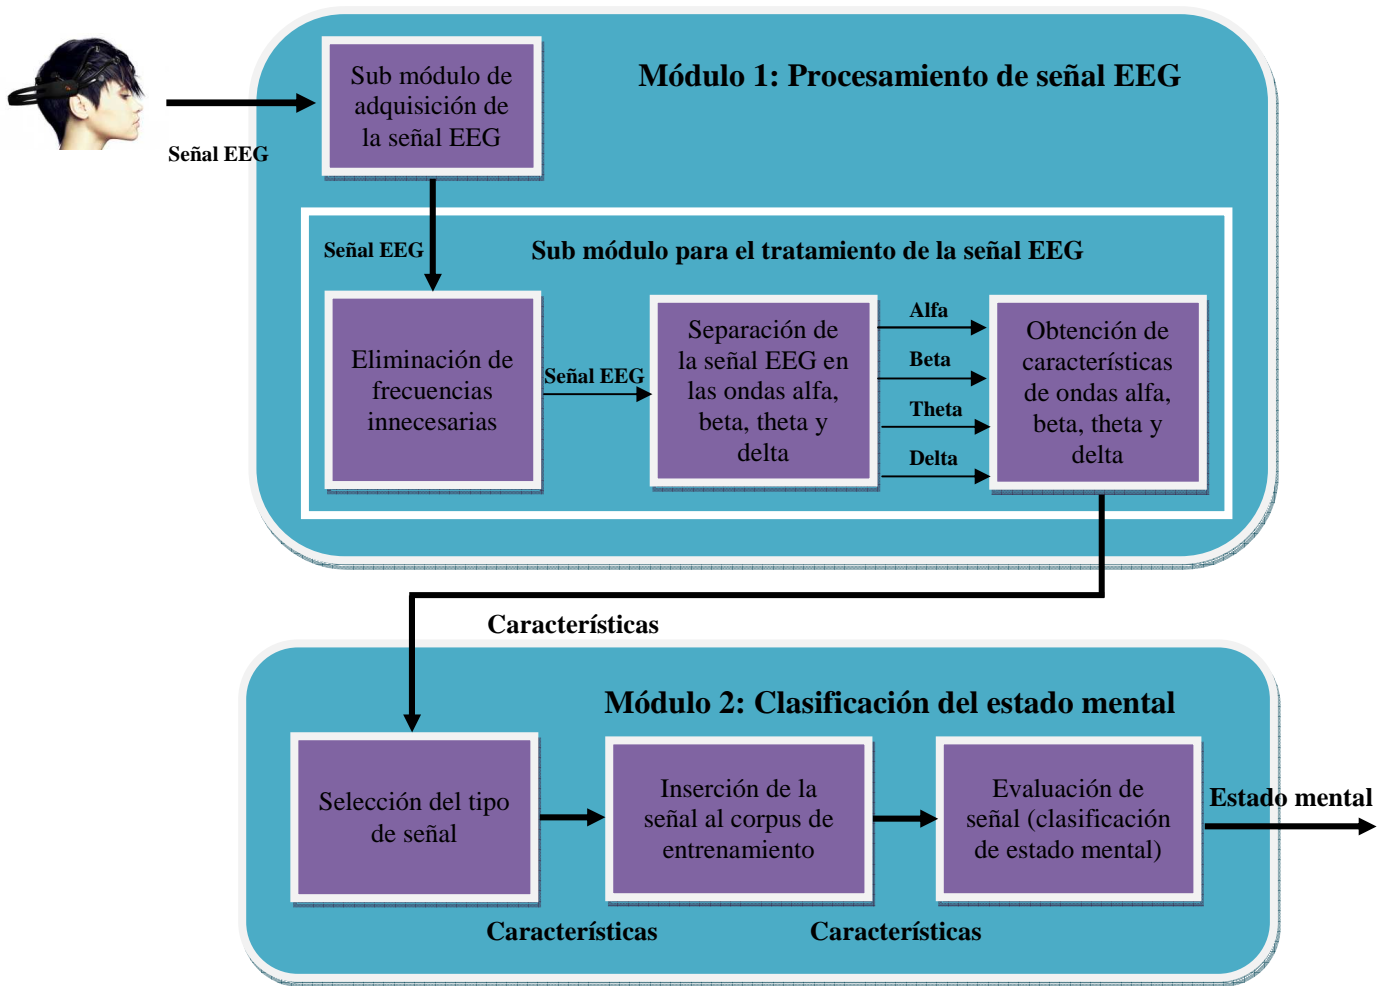 Módulo 1: Procesamiento de señal EEG
Sub módulo de
adquisición de
la señal EEG
Señal EEG
Señal EEG
Sub módulo para el tratamiento de la señal EEG
Eliminación de
frecuencias
innecesarias
Señal EEG
Separación de
la señal EEG en
las ondas alfa,
beta, theta y
delta
Alfa
Beta
Theta
Delta
Obtención de
características
de ondas alfa,
beta, theta y
delta
Características
Módulo 2: Clasificación del estado mental
Selección del tipo
de señal
Características
Inserción de la
señal al corpus de
entrenamiento
Características
Evaluación de
señal (clasificación
de estado mental)
Estado mental